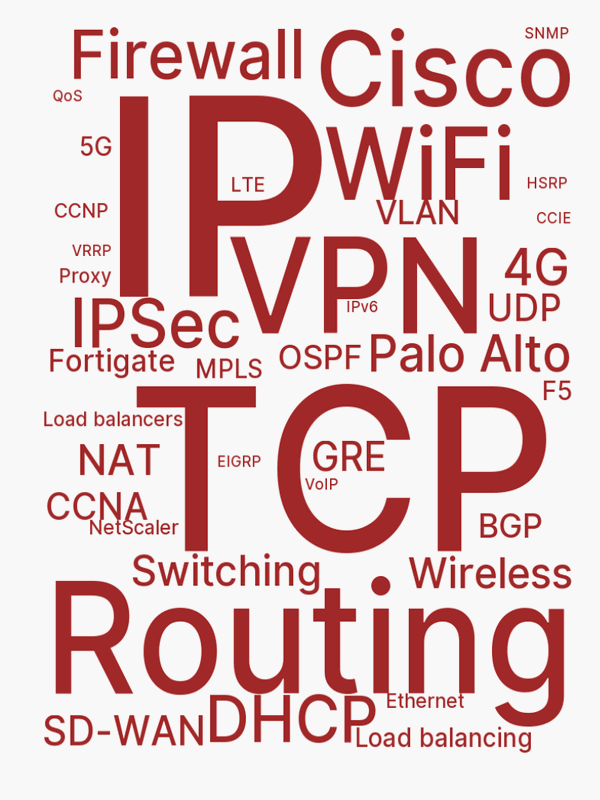 SNMP
Firewall
Cisco
QoS
IP
5G
WiFi
LTE
HSRP
CCNP
VLAN
CCIE
VRRP
VPN
Proxy
4G
IPv6
UDP
IPSec
Fortigate
MPLS
OSPF
Palo Alto
F5
TCP
Load balancers
NAT
EIGRP
GRE
VoIP
CCNA
NetScaler
BGP
Switching
Wireless
Routing
Ethernet
SD-WAN
DHCP
Load balancing